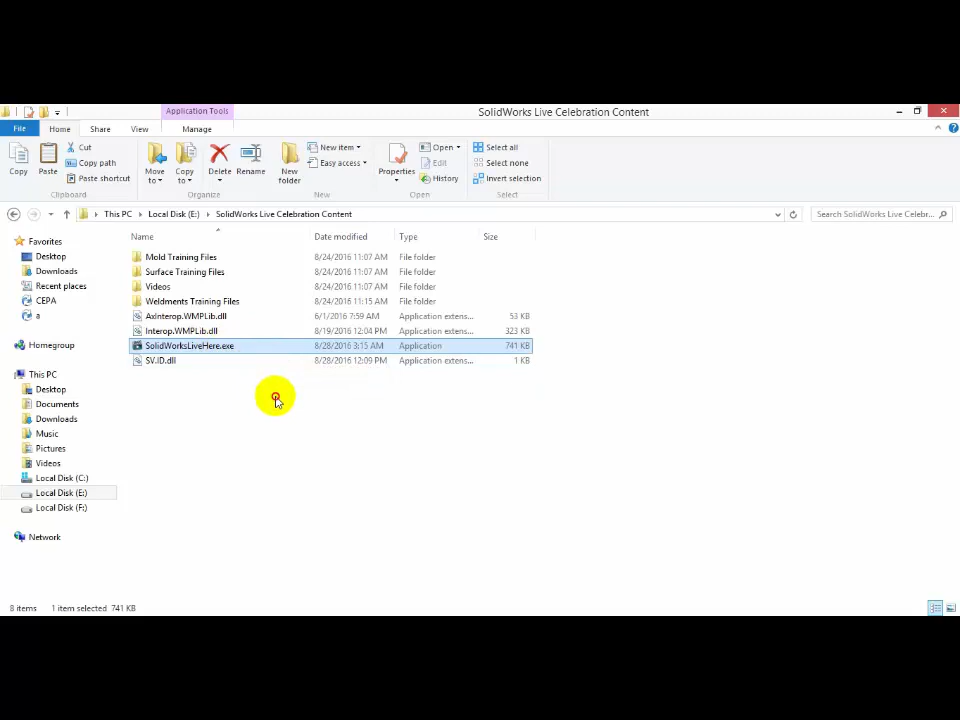 Application Tools
SolidWorks Live Celebration Content
File Home Share View Manage
Copy
Paste
Cut
Copy path
Paste shortcut
Clipboard
Move to
Copy to
Delete
Rename
Organize
New folder
New item
Easy access
New
Properties
Open
Edit
History
Open
Select all
Select none
Invert selection
Select
This PC Local Disk (E:) SolidWorks Live Celebration Content
Search SolidWorks Live Celebr...
Favorites
Desktop
Downloads
Recent places
CEPA
a
Homegroup
This PC
Desktop
Documents
Downloads
Music
Pictures
Videos
Local Disk (C:)
Local Disk (E:)
Local Disk (F:)
Network
Name Date modified Type Size
Mold Training Files 8/24/2016 11:07 AM File folder
Surface Training Files 8/24/2016 11:07 AM File folder
Videos 8/24/2016 11:07 AM File folder
Weldments Training Files 8/24/2016 11:15 AM File folder
AxInterop.WMPLib.dll 6/1/2016 7:59 AM Application extens... 53 KB
Interop.WMPLib.dll 8/19/2016 12:04 PM Application extens... 323 KB
SolidWorksLiveHere.exe 8/28/2016 3:15 AM Application 741 KB
SV.ID.dll 8/28/2016 12:09 PM Application extens... 1 KB
8 items 1 item selected 741 KB